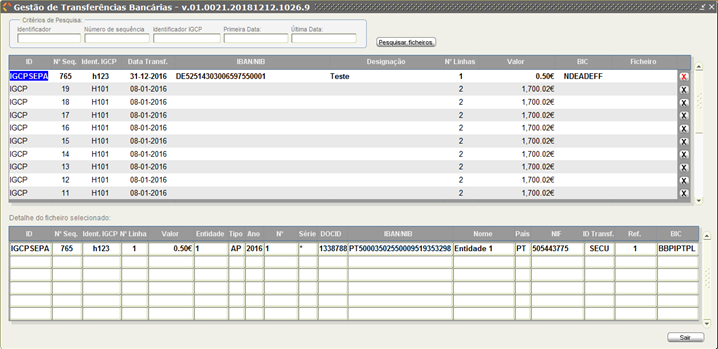 Gestão de Transferências Bancárias - v.01.0021.20181212.1026.9
Critérios de Pesquisa:
Identificador Número de sequência Identificador IGCP Primeira Data: Última Data:
Pesquisar ficheiros
ID Nº Seq. Ident. IGCP Data Transf. IBAN/NIB Designação Nº Linhas Valor BIC Ficheiro
IGCPSEPA 765 h123 31-12-2016 DE52514303006597550001 Teste 1 0.50€ NDEADEFF X
IGCP 19 H101 08-01-2016 2 1,700.02€ X
IGCP 18 H101 08-01-2016 2 1,700.02€ X
IGCP 17 H101 08-01-2016 2 1,700.02€ X
IGCP 16 H101 08-01-2016 2 1,700.02€ X
IGCP 15 H101 08-01-2016 2 1,700.02€ X
IGCP 14 H101 08-01-2016 2 1,700.02€ X
IGCP 13 H101 08-01-2016 2 1,700.02€ X
IGCP 12 H101 08-01-2016 2 1,700.02€ X
IGCP 11 H101 08-01-2016 2 1,700.02€ X
Detalhe do ficheiro selecionado:
ID Nº Seq. Ident. IGCP Nº Linha Valor Entidade Tipo Ano Nº Série DOCID IBAN/NIB Nome País NIF ID Transf. Ref. BIC
IGCPSEPA 765 h123 1 0.50€ 1 AP 2016 1 * 1338788 PT50003502550009519353298 Entidade 1 PT 505443775 SECU 1 BBPIPTPL
Sair